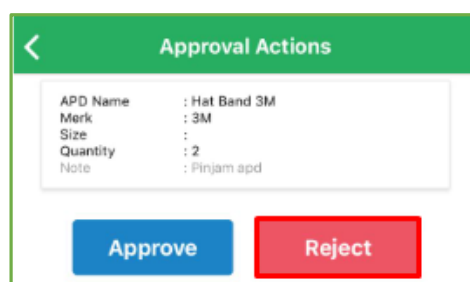 Approval Actions
APD Name : Hat Band 3M
Merk : 3M
Size :
Quantity : 2
Note : Pinjam apd
Approve Reject